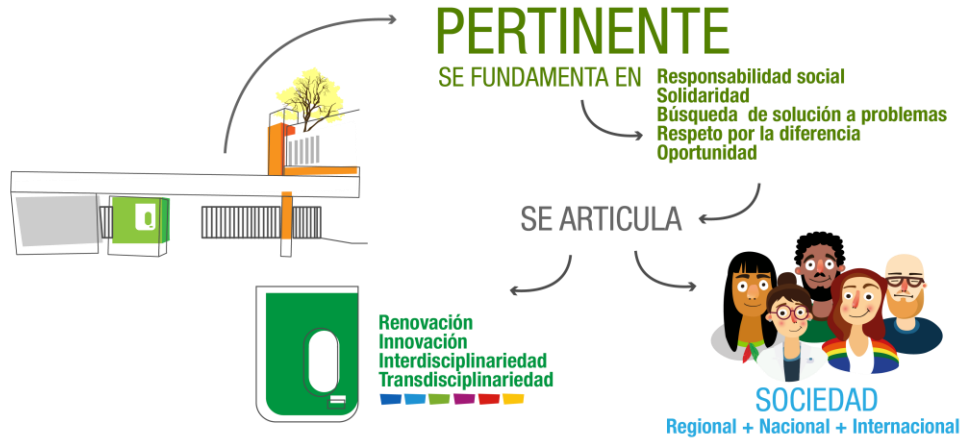 PERTINENTE
SE FUNDAMENTA EN
Responsabilidad social
Solidaridad
Búsqueda de solución a problemas
Respeto por la diferencia
Oportunidad
SE ARTICULA
Renovación
Innovación
Interdisciplinariedad
Transdisciplinariedad
SOCIEDAD
Regional + Nacional + Internacional